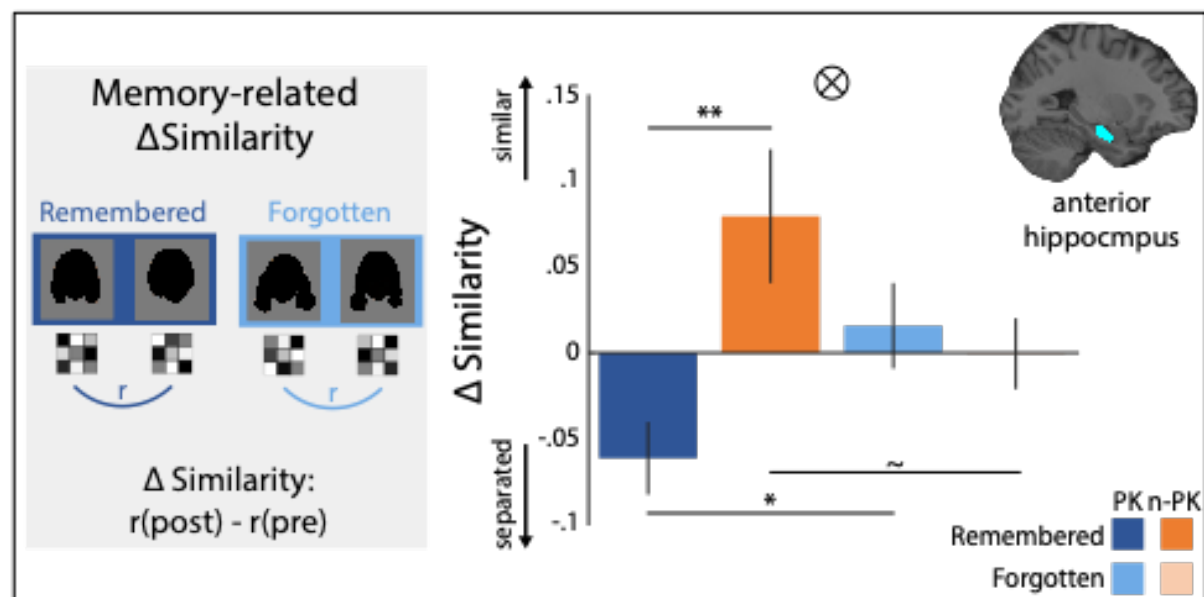 Memory-related
ΔSimilarity
Remembered
Forgotten
r
r
Δ Similarity:
r(post) - r(pre)
similar
Δ Similarity
separated
.15
.1
.05
0
-.05
-.1
**
~
*
anterior
hippocmpus
PK n-PK
Remembered
Forgotten